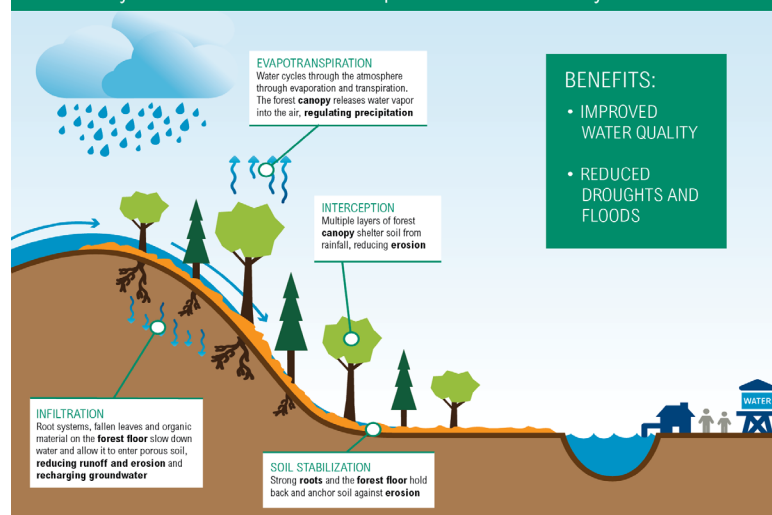 EVAPOTRANSPIRATION
Water cycles through the atmosphere
through evaporation and transpiration.
The forest canopy releases water vapor
into the air, regulating precipitation
BENEFITS:
• IMPROVED
WATER QUALITY
• REDUCED
DROUGHTS AND
FLOODS
INTERCEPTION
Multiple layers of forest
canopy shelter soil from
rainfall, reducing erosion
WATER
INFILTRATION
Root systems, fallen leaves and organic
material on the forest floor slow down
water and allow it to enter porous soil,
reducing runoff and erosion and
recharging groundwater
SOIL STABILIZATION
Strong roots and the forest floor hold
back and anchor soil against erosion